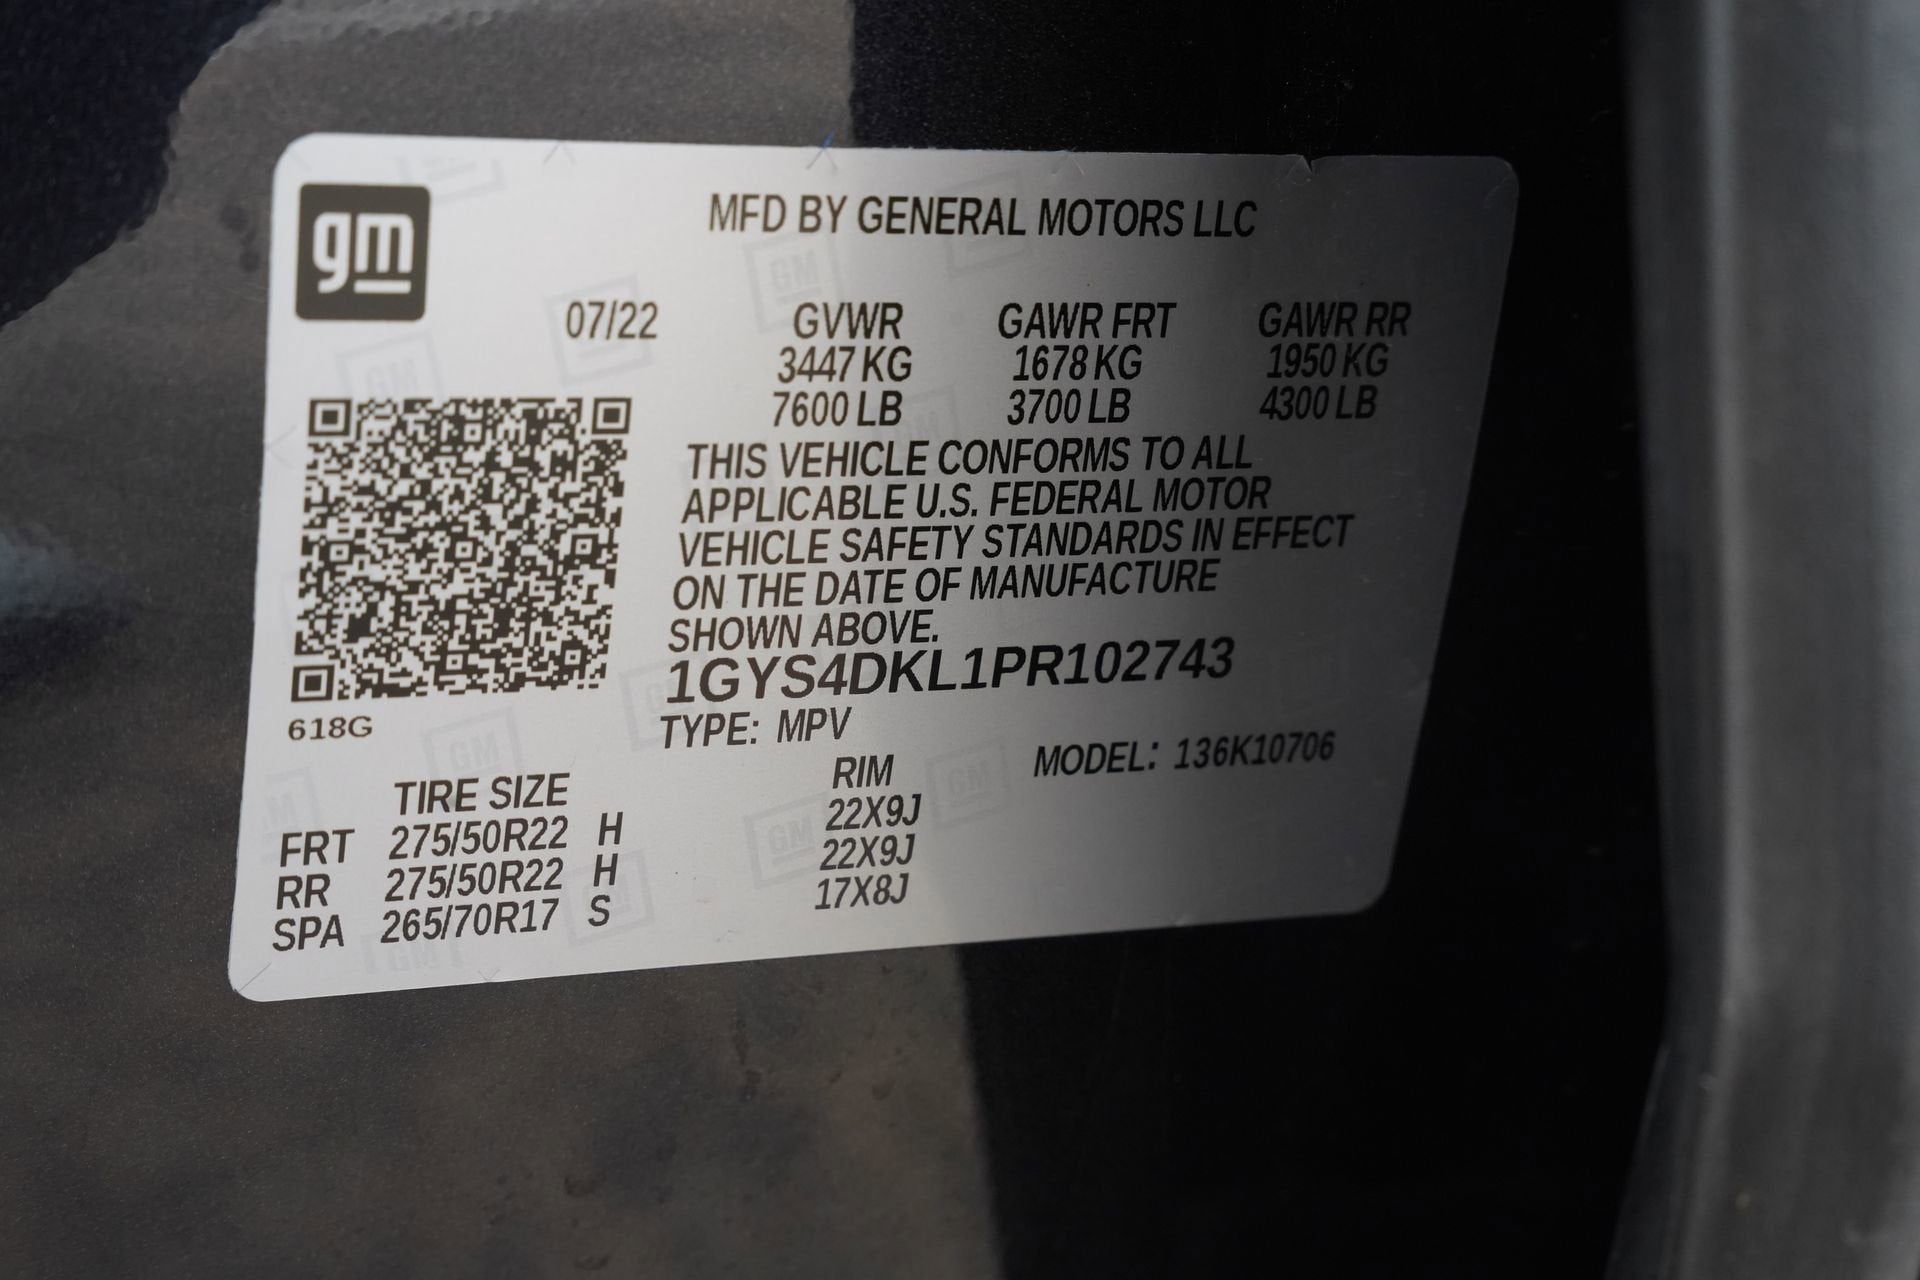 gm
MFD BY GENERAL MOTORS LLC
07/22 GVWR GAWR FRT GAWR RR
3447 KG 1678 KG 1950 KG
7600 LB 3700 LB 4300 LB
THIS VEHICLE CONFORMS TO ALL
APPLICABLE U.S. FEDERAL MOTOR
VEHICLE SAFETY STANDARDS IN EFFECT
ON THE DATE OF MANUFACTURE
SHOWN ABOVE.
1GYS4DKL1PR102743
618G
TYPE: MPV MODEL: 136K10706
TIRE SIZE RIM
FRT 275/50R22 H 22X9J
RR 275/50R22 H 22X9J
SPA 265/70R17 S 17X8J